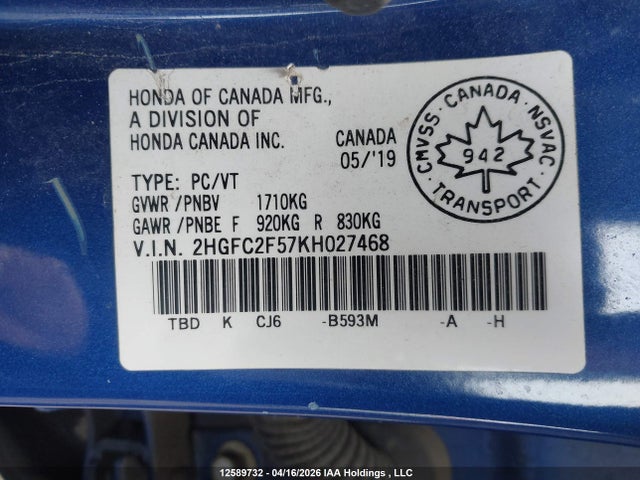 HONDA OF CANADA MFG.,
A DIVISION OF
HONDA CANADA INC. CANADA
05/'19
TYPE: PC/VT
GVWR/PNBV 1710KG
GAWR/PNBE F 920KG R 830KG
V.I.N. 2HGFC2F57KH027468
TBD K CJ6 -B593M -A -H
CMVSS · CANADA · NSVAC · TRANSPORT ·
942
12589732 - 04/16/2026 IAA Holdings , LLC